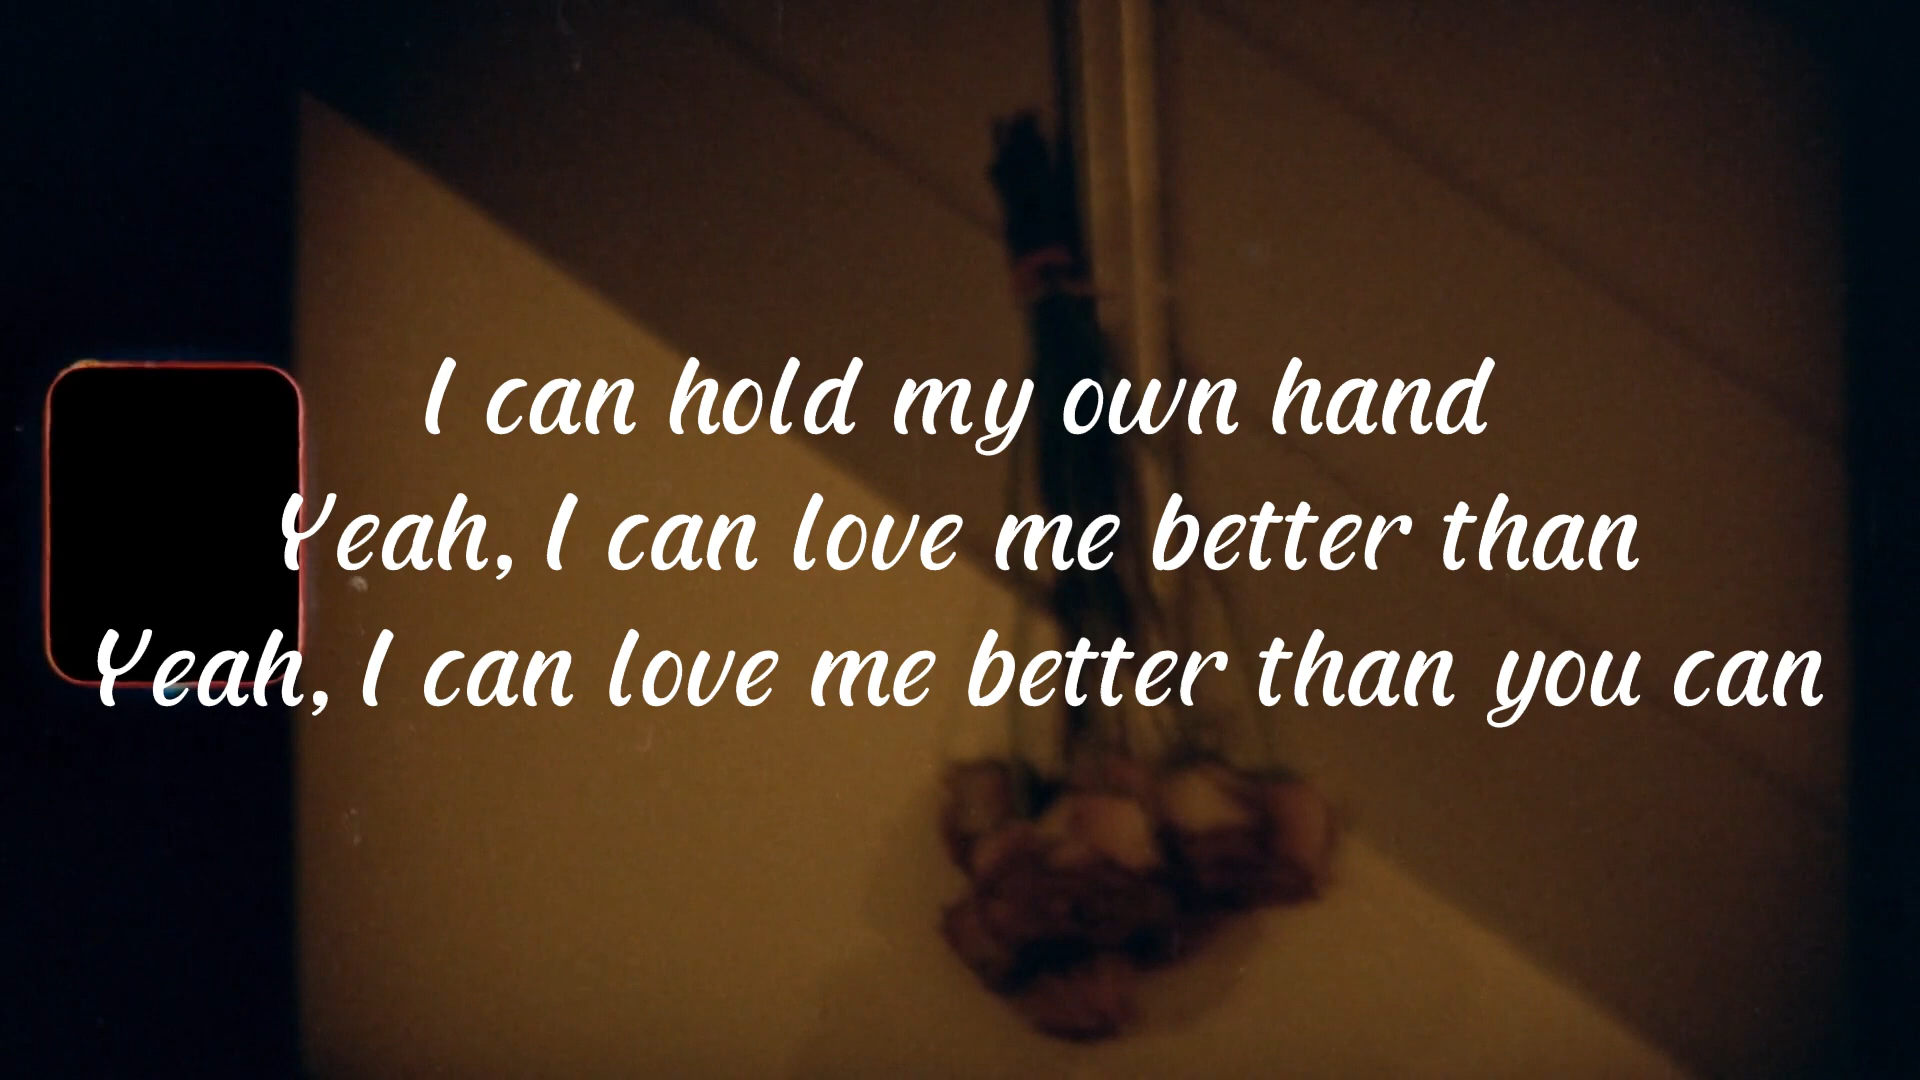 I can hold my own hand
Yeah, I can love me better than
Yeah, I can love me better than you can